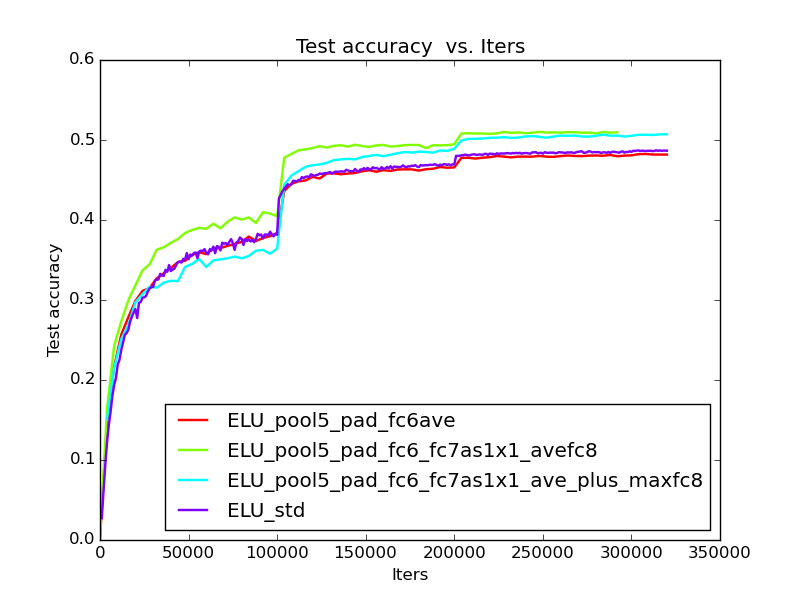 Test accuracy  vs. Iters
0.6
0.5
0.4
0.3
0.2
0.1
0.0
Test accuracy
ELU_pool5_pad_fc6ave
ELU_pool5_pad_fc6_fc7as1x1_avefc8
ELU_pool5_pad_fc6_fc7as1x1_ave_plus_maxfc8
ELU_std
0 50000 100000 150000 200000 250000 300000 350000
Iters